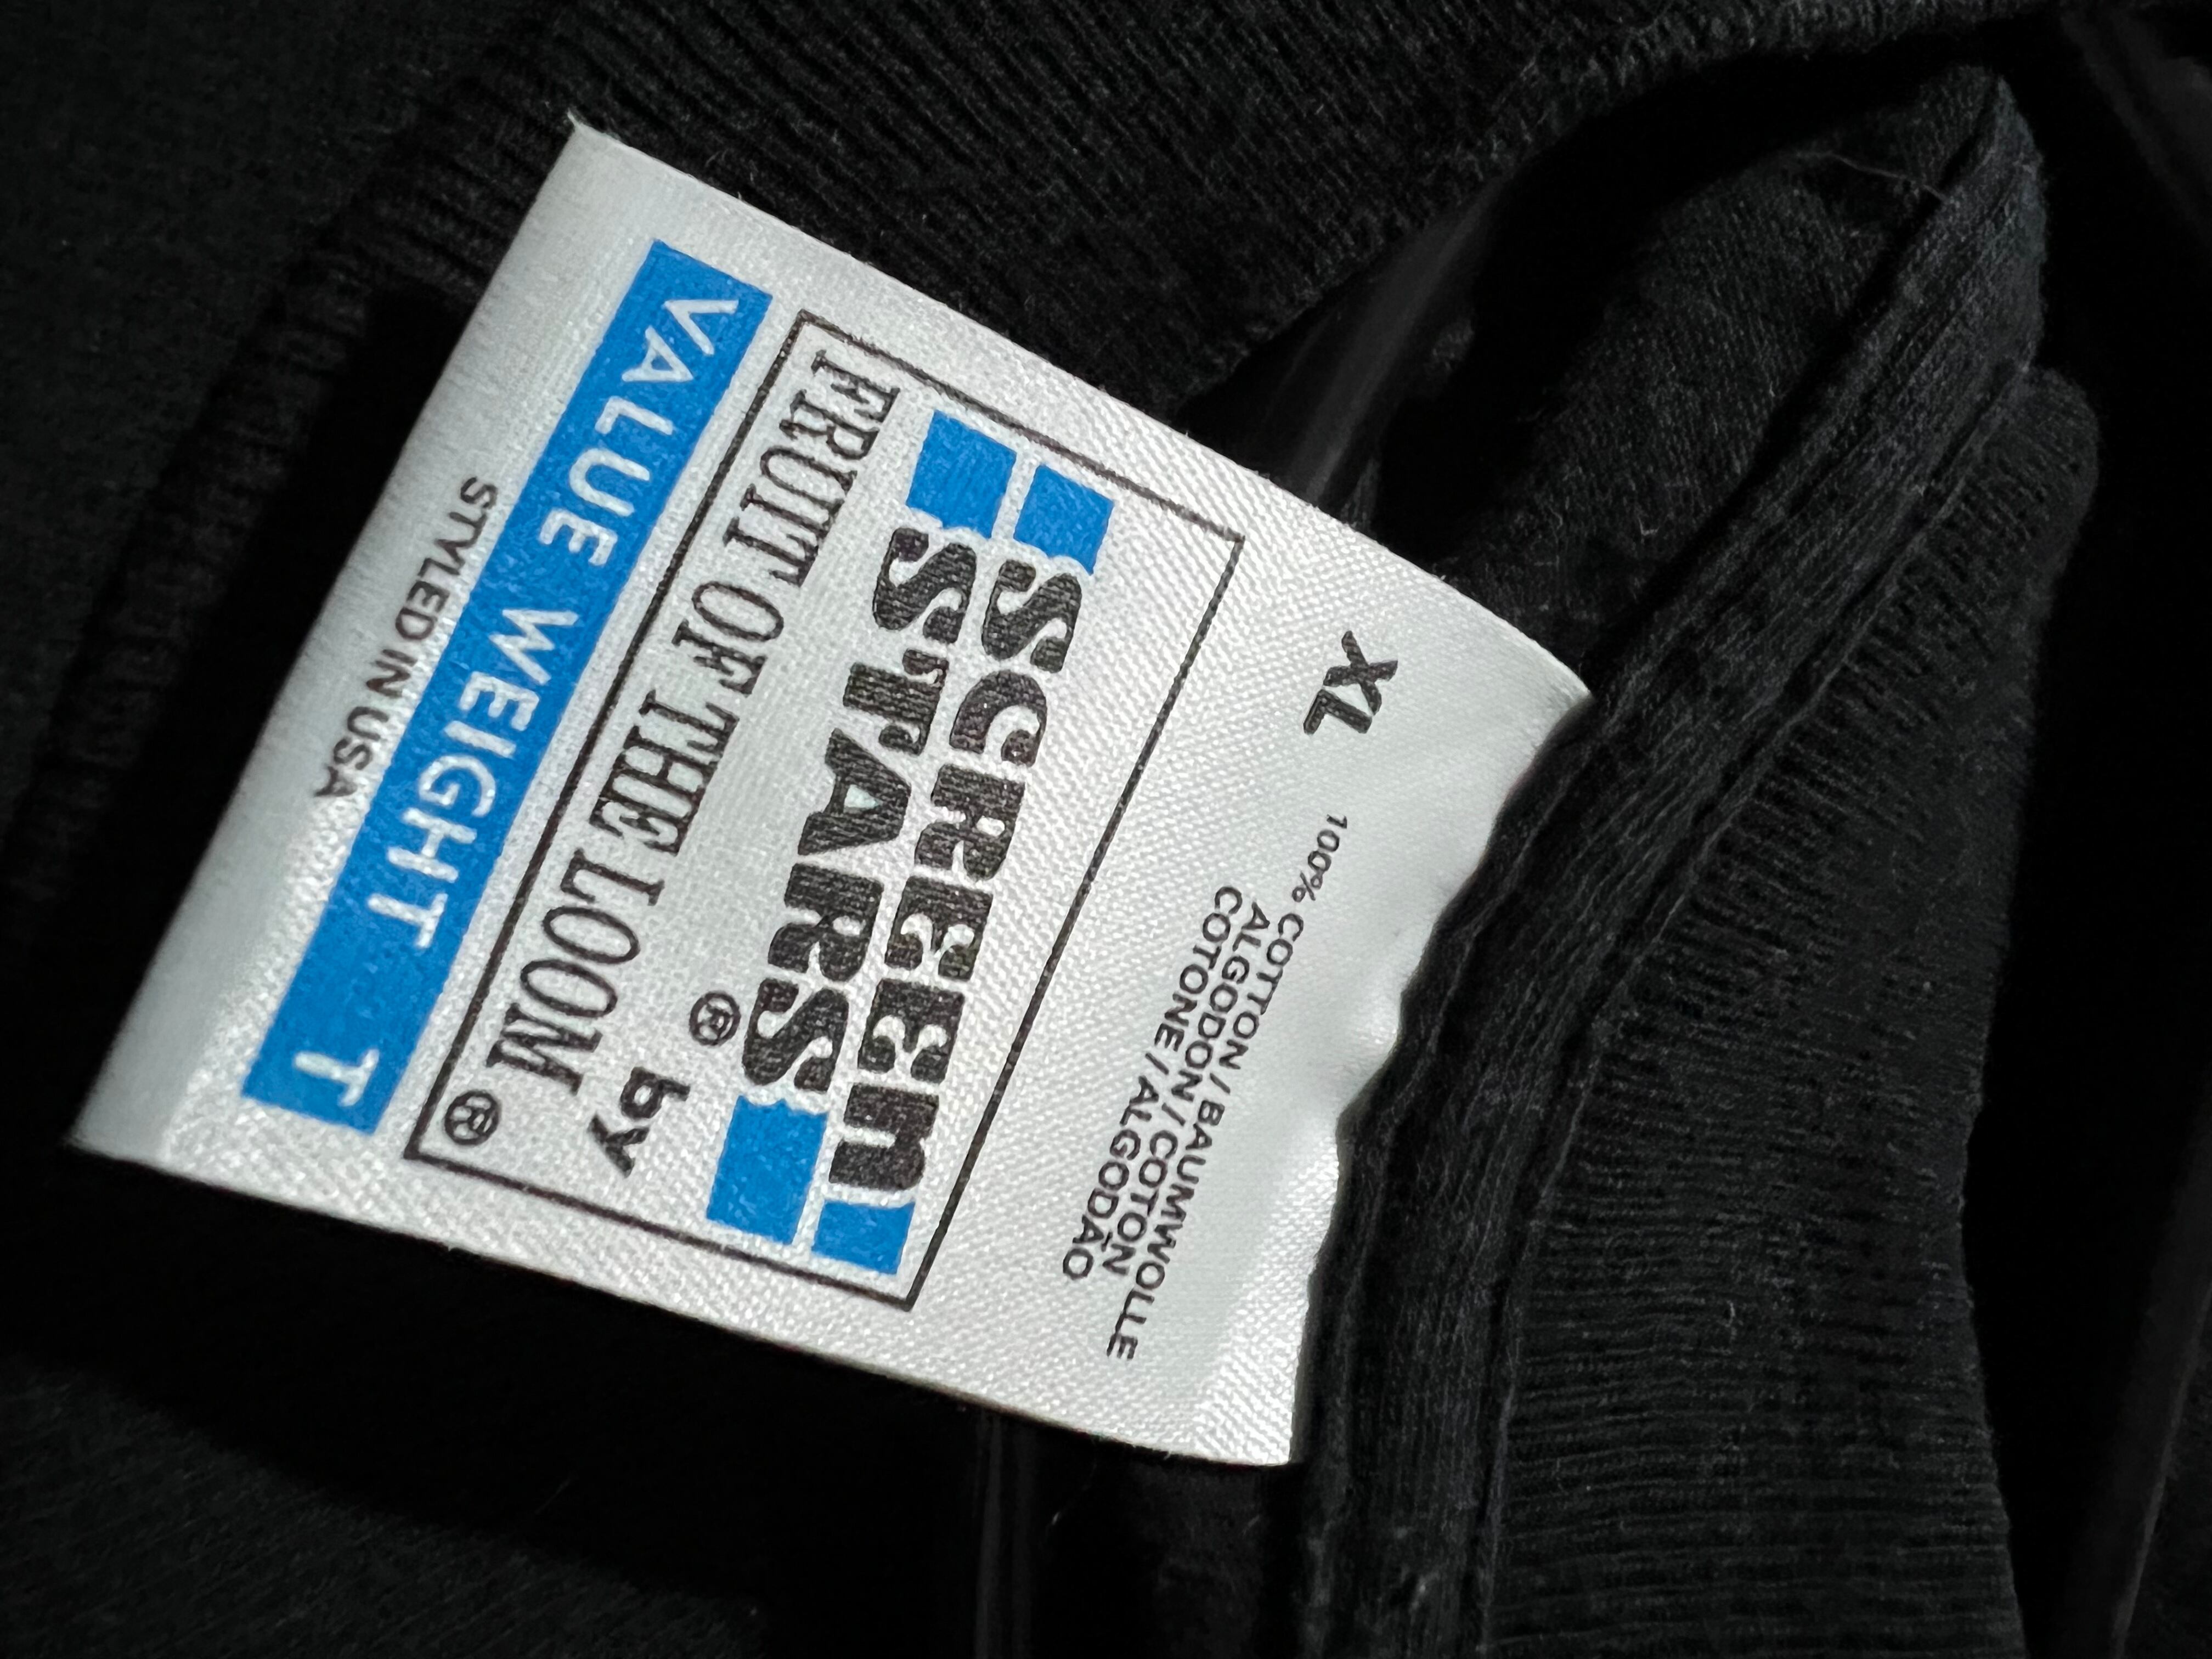 XL
100% COTTON / BAUMWOLLE
ALGODON / COTON
COTONE / ALGODÃO
SCREEN
STARS
® by
FRUIT OF THE LOOM®
VALUE WEIGHT T
STYLED IN USA